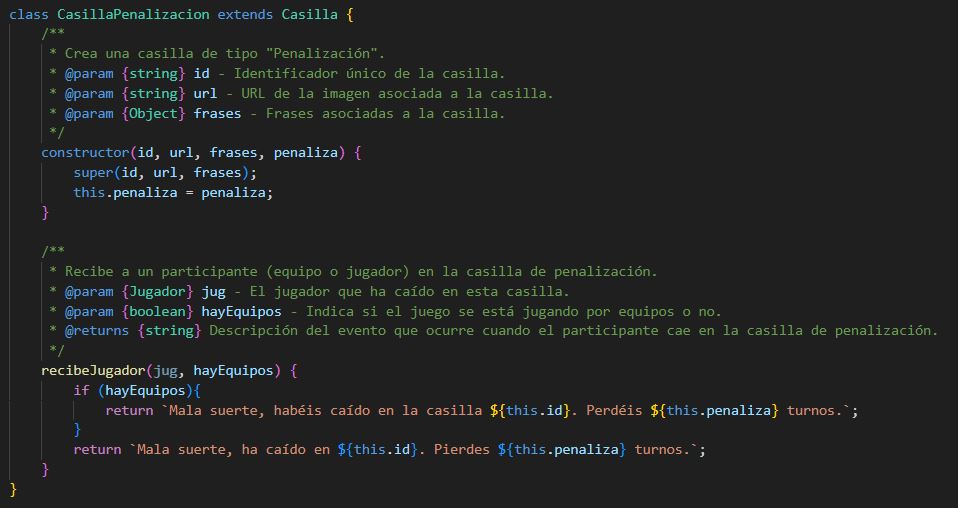 class CasillaPenalizacion extends Casilla {
/**
* Crea una casilla de tipo "Penalización".
* @param {string} id - Identificador único de la casilla.
* @param {string} url - URL de la imagen asociada a la casilla.
* @param {Object} frases - Frases asociadas a la casilla.
*/
constructor(id, url, frases, penaliza) {
super(id, url, frases);
this.penaliza = penaliza;
}
/**
* Recibe a un participante (equipo o jugador) en la casilla de penalización.
* @param {Jugador} jug - El jugador que ha caído en esta casilla.
* @param {boolean} hayEquipos - Indica si el juego se está jugando por equipos o no.
* @returns {string} Descripción del evento que ocurre cuando el participante cae en la casilla de penalización.
*/
recibeJugador(jug, hayEquipos) {
if (hayEquipos){
return `Mala suerte, habéis caído en la casilla ${this.id}. Perdéis ${this.penaliza} turnos.`;
}
return `Mala suerte, ha caído en ${this.id}. Pierdes ${this.penaliza} turnos.`;
}
}